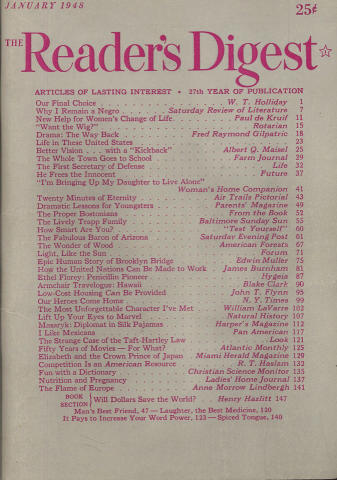 JANUARY 1948
25¢
THE Reader's Digest
ARTICLES OF LASTING INTEREST • 27th YEAR OF PUBLICATION
Our Final Choice . . . W. T. Holliday 1
Why I Remain a Negro . . . Saturday Review of Literature 7
New Help for Women's Change of Life . . . Paul de Kruif 11
"Want the Wig?" . . . Rotarian 15
Drama: The Way Back . . . Fred Raymond Gilpatric 18
Life in These United States . . . 23
Better Vision . . . with a "Kickback" Albert Q. Maisel 25
The Whole Town Goes to School . . . Farm Journal 29
The First Secretary of Defense . . . Life 32
He Frees the Innocent . . . Future 37
"I'm Bringing Up My Daughter to Live Alone"
Woman's Home Companion 41
Twenty Minutes of Eternity . . . Air Trails Pictorial 43
Dramatic Lessons for Youngsters . . . Parents' Magazine 49
The Proper Bostonians . . . From the Book 52
The Lively Trapp Family . . . Baltimore Sunday Sun 55
How Smart Are You? . . . "Test Yourself" 60
The Fabulous Baron of Arizona . . . Saturday Evening Post 61
The Wonder of Wood . . . American Forests 67
Light, Like the Sun . . . Forum 71
Epic Human Story of Brooklyn Bridge . . . Edwin Muller 75
How the United Nations Can Be Made to Work James Burnham 81
Ethel Florey: Penicillin Pioneer . . . Hygeia 87
Armchair Travelogue: Hawaii . . . Blake Clark 90
Low-Cost Housing Can Be Provided . . . John T. Flynn 95
Our Heroes Come Home . . . N. Y. Times 99
The Most Unforgettable Character I've Met . . . William LaVarre 102
Lift Up Your Eyes to Marvels . . . Natural History 107
Masaryk: Diplomat in Silk Pajamas . . . Harper's Magazine 112
I Like Mexicans . . . Pan American 117
The Strange Case of the Taft-Hartley Law . . . Look 121
Fifty Years of Movies — For What? . . . Atlantic Monthly 125
Elizabeth and the Crown Prince of Japan . . . Miami Herald Magazine 129
Competition Is an American Resource . . . R. T. Haslam 132
Fun with a Dictionary . . . Christian Science Monitor 135
Nutrition and Pregnancy . . . Ladies' Home Journal 137
The Flame of Europe . . . Anne Morrow Lindbergh 141
BOOK SECTION } Will Dollars Save the World? . . Henry Hazlitt 147
Man's Best Friend, 47 — Laughter, the Best Medicine, 120
It Pays to Increase Your Word Power, 123 — Spiced Tongue, 140